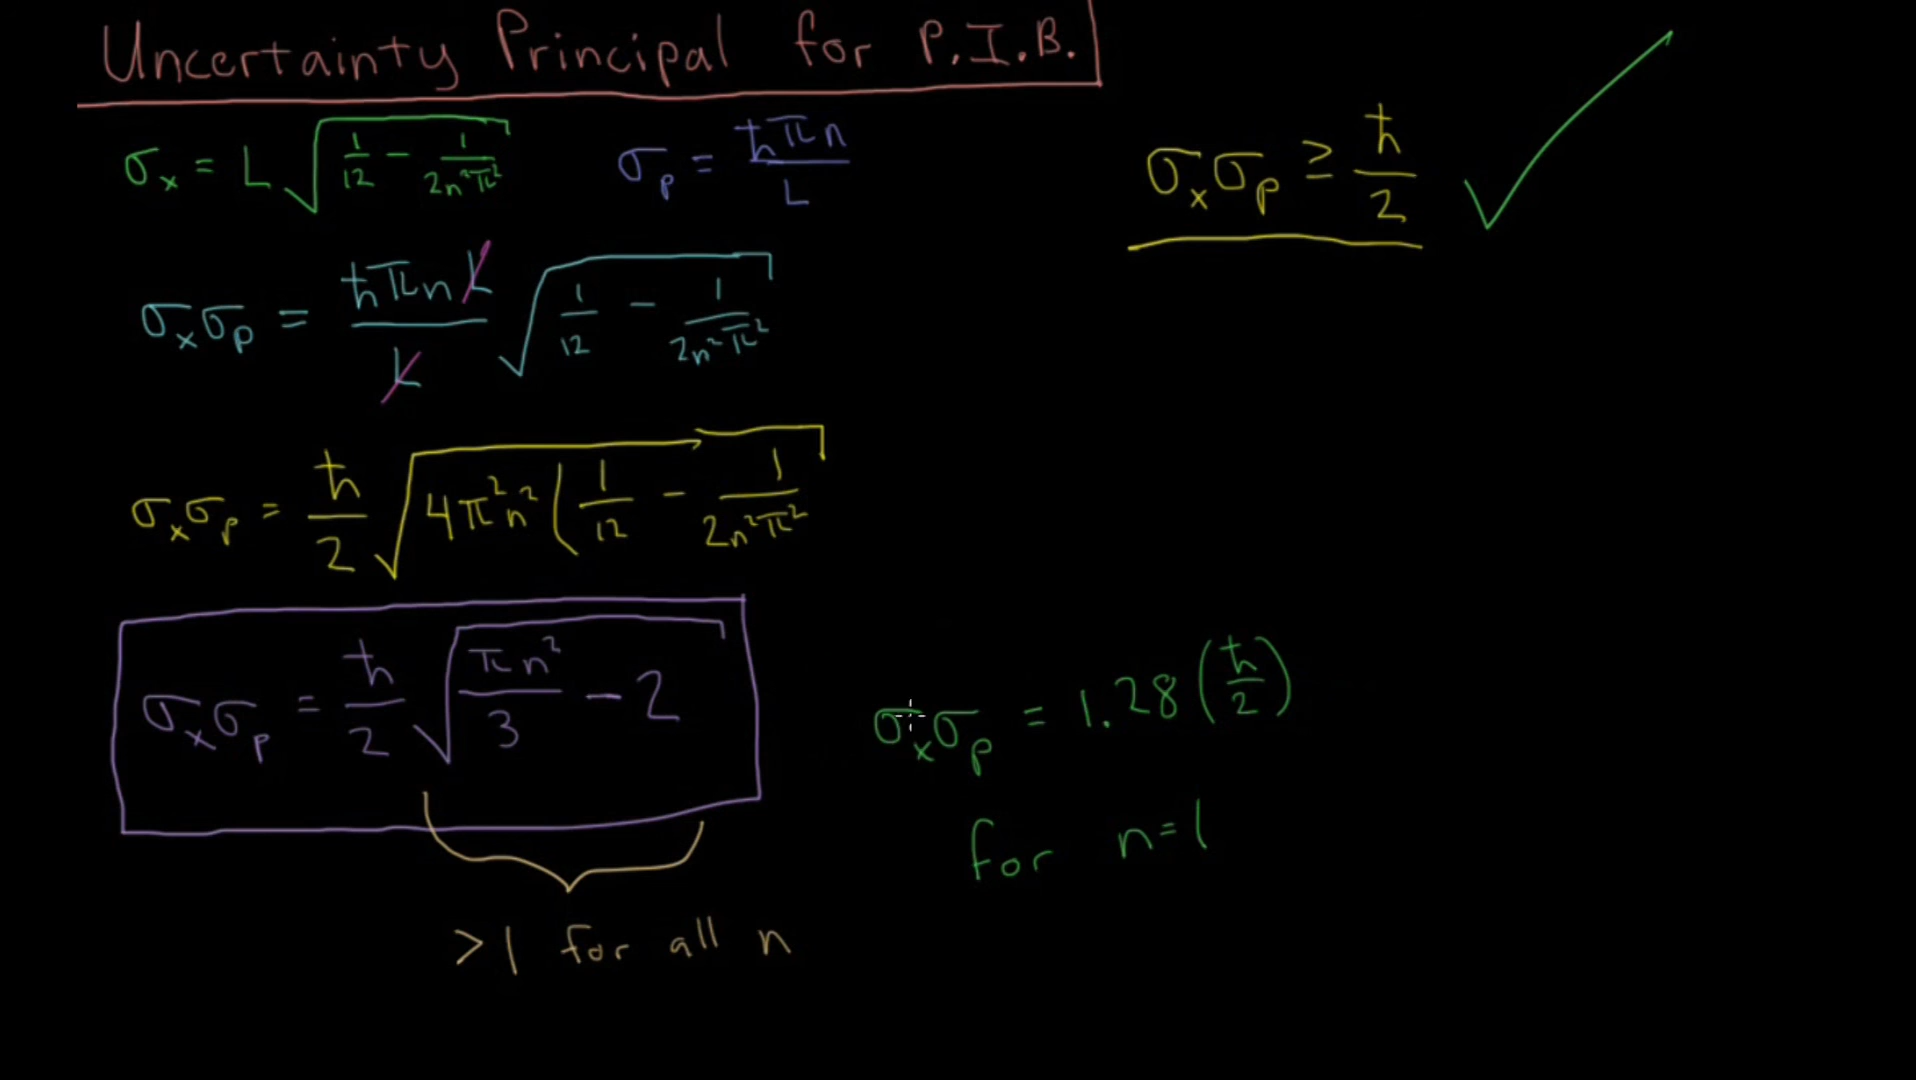 Uncertainty Principal for P.I.B.
σₓ = L √(1/12 − 1/(2n²π²))
σₚ = ħπn/L
σₓσₚ ≥ ħ/2 ✓
σₓσₚ = ħπnL/L √(1/12 − 1/(2n²π²))
σₓσₚ = ħ/2 √(4π²n² (1/12 − 1/(2n²π²)
σₓσₚ = ħ/2 √(πn²/3 − 2)
σₓσₚ = 1.28 (ħ/2)
for n=1
>1 for all n